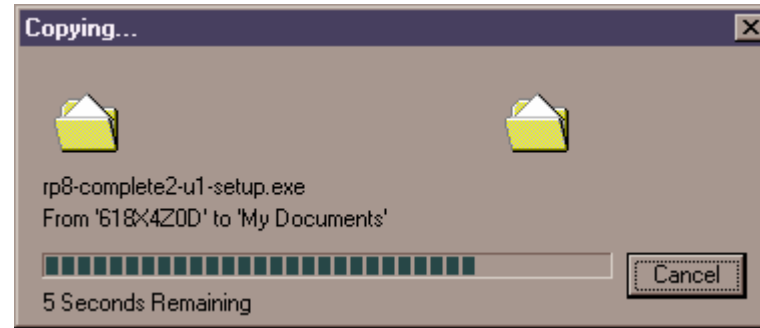 Copying...
rp8-complete2-u1-setup.exe
From '618X4Z0D' to 'My Documents'
Cancel
5 Seconds Remaining